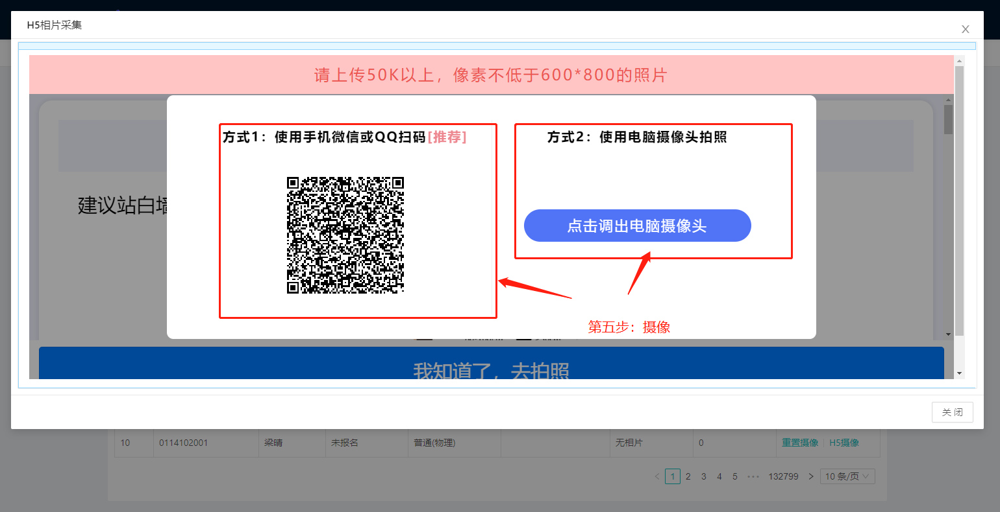 H5相片采集
X
请上传50K以上，像素不低于600*800的照片
方式1：使用手机微信或QQ扫码[推荐]
方式2：使用电脑摄像头拍照
建议站白墙
点击调出电脑摄像头
第五步：摄像
我知道了，去拍照
关 闭
10 0114102001 梁晴 未报名 普通(物理) 无相片 0 重置摄像 H5摄像
< 1 2 3 4 5 ••• 132799 > 10 条/页